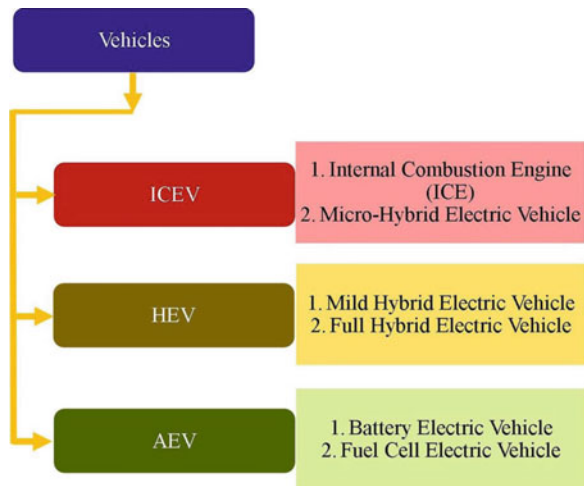 Vehicles
ICEV
1. Internal Combustion Engine
(ICE)
2. Micro-Hybrid Electric Vehicle
HEV
1. Mild Hybrid Electric Vehicle
2. Full Hybrid Electric Vehicle
AEV
1. Battery Electric Vehicle
2. Fuel Cell Electric Vehicle